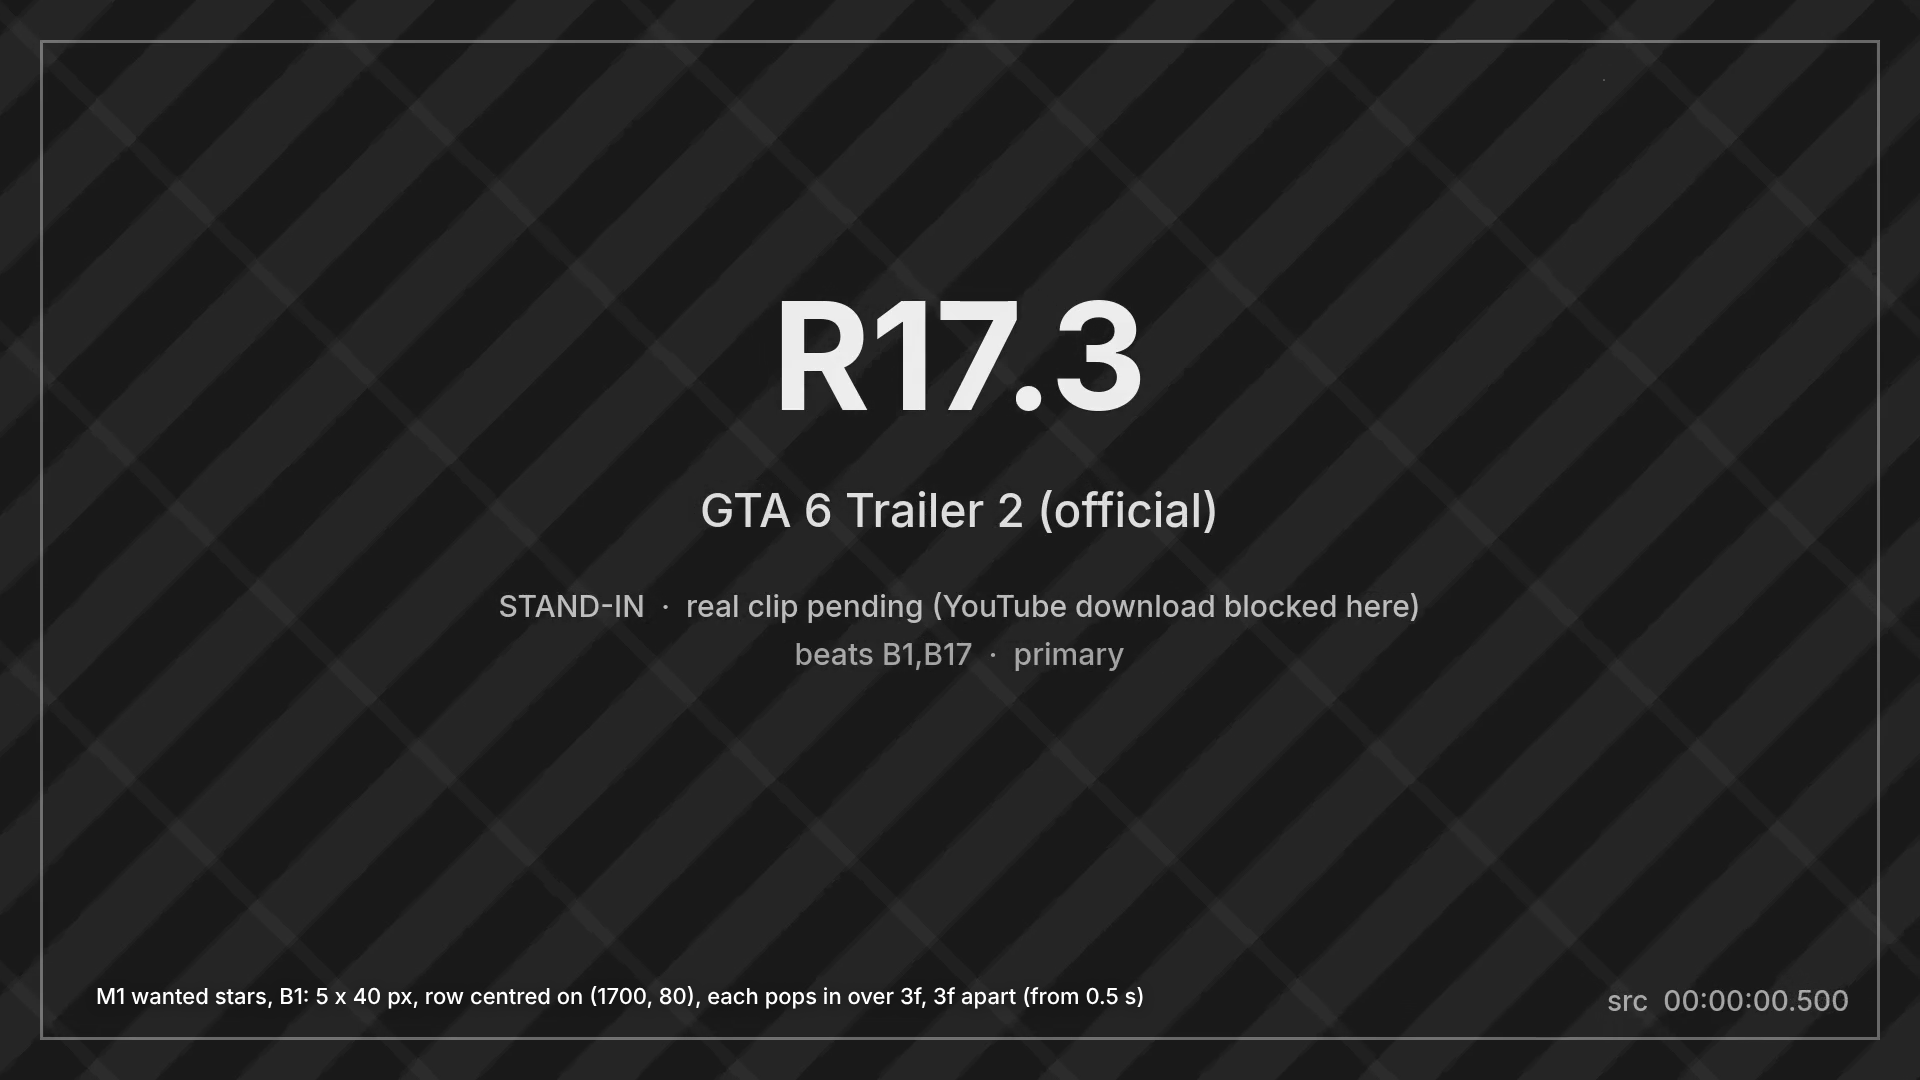 R17.3
GTA 6 Trailer 2 (official)
STAND-IN · real clip pending (YouTube download blocked here)
beats B1,B17 · primary
M1 wanted stars, B1: 5 x 40 px, row centred on (1700, 80), each pops in over 3f, 3f apart (from 0.5 s)
src 00:00:00.500